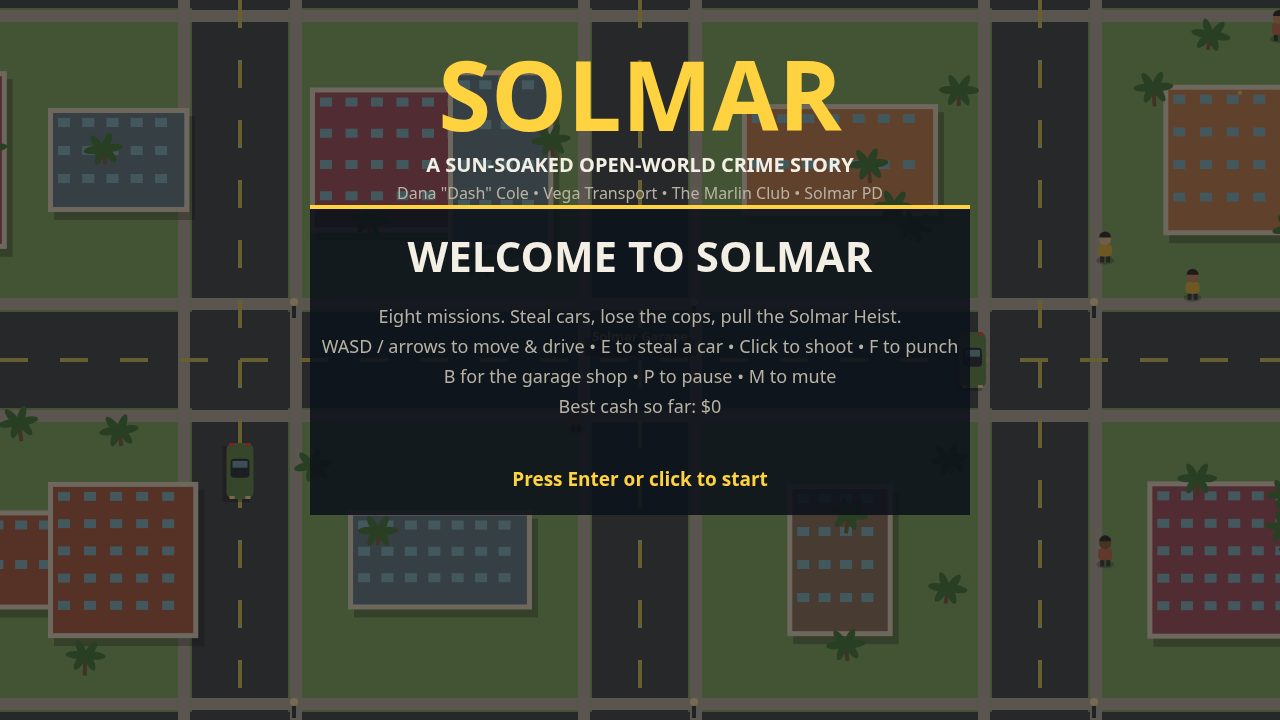 SOLMAR
A SUN-SOAKED OPEN-WORLD CRIME STORY
Dana "Dash" Cole • Vega Transport • The Marlin Club • Solmar PD
WELCOME TO SOLMAR
Eight missions. Steal cars, lose the cops, pull the Solmar Heist.
WASD / arrows to move & drive • E to steal a car • Click to shoot • F to punch
B for the garage shop • P to pause • M to mute
Best cash so far: $0
Press Enter or click to start